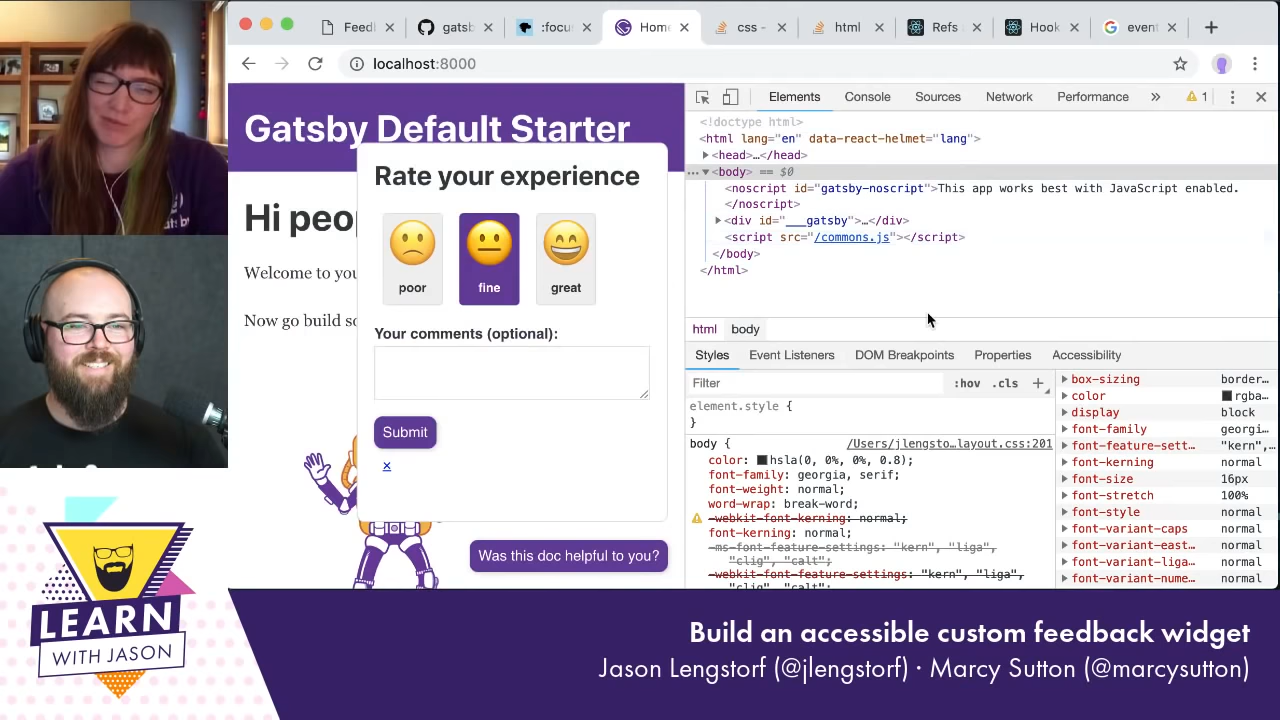 Feedl
gatsb
:focus
Home
css -
html
Refs
Hook
event
localhost:8000
Gatsby Default Starter
Hi peop
Welcome to you
Now go build so
Rate your experience
poor
fine
great
Your comments (optional):
Submit
×
Was this doc helpful to you?
Elements
Console
Sources
Network
Performance
»
1
<!doctype html>
<html lang="en" data-react-helmet="lang">
<head>…</head>
<body> == $0
<noscript id="gatsby-noscript">This app works best with JavaScript enabled.
</noscript>
<div id="___gatsby">…</div>
<script src="/commons.js"></script>
</body>
</html>
html
body
Styles
Event Listeners
DOM Breakpoints
Properties
Accessibility
Filter
:hov
.cls
+
element.style {
}
body {
/Users/jlengsto…layout.css:201
color: hsla(0, 0%, 0%, 0.8);
font-family: georgia, serif;
font-weight: normal;
word-wrap: break-word;
-webkit-font-kerning: normal;
font-kerning: normal;
-ms-font-feature-settings: "kern", "liga",
"clig", "calt";
-webkit-font-feature-settings: "kern", "liga",
"clig", "calt";
box-sizing border…
color rgba…
display block
font-family georgi…
font-feature-sett… "kern",…
font-kerning normal
font-size 16px
font-stretch 100%
font-style normal
font-variant-caps normal
font-variant-east… normal
font-variant-liga… normal
font-variant-nume… normal
LEARN
WITH JASON
Build an accessible custom feedback widget
Jason Lengstorf (@jlengstorf) · Marcy Sutton (@marcysutton)